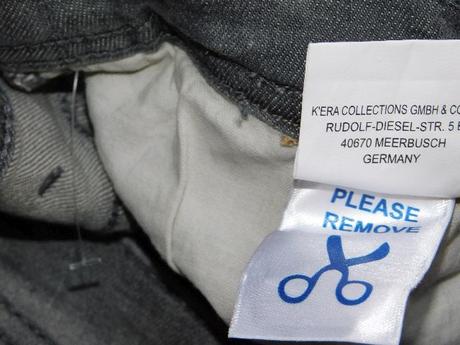 K'ERA COLLECTIONS GMBH & CO
RUDOLF-DIESEL-STR. 5
40670 MEERBUSCH
GERMANY
PLEASE
REMOVE